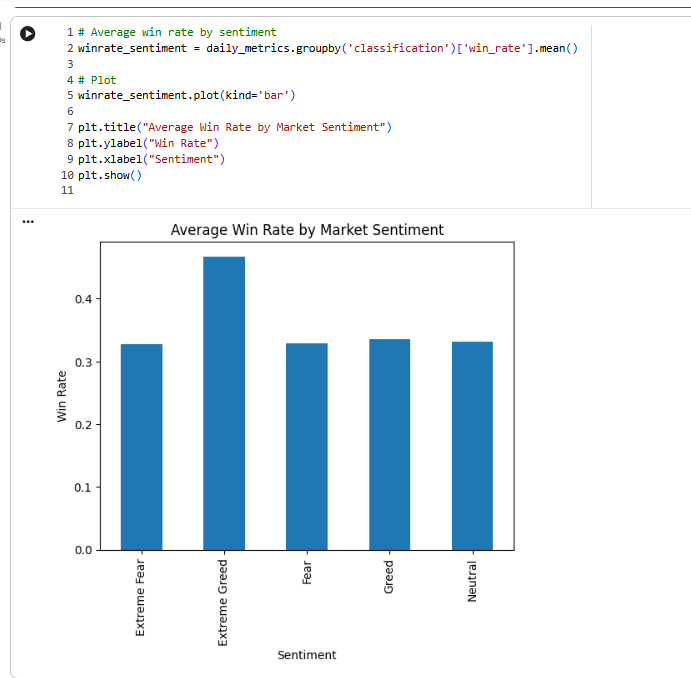 1 # Average win rate by sentiment
2 winrate_sentiment = daily_metrics.groupby('classification')['win_rate'].mean()
3
4 # Plot
5 winrate_sentiment.plot(kind='bar')
6
7 plt.title("Average Win Rate by Market Sentiment")
8 plt.ylabel("Win Rate")
9 plt.xlabel("Sentiment")
10 plt.show()
11
Average Win Rate by Market Sentiment
Win Rate
0.4
0.3
0.2
0.1
0.0
Extreme Fear
Extreme Greed
Fear
Greed
Neutral
Sentiment